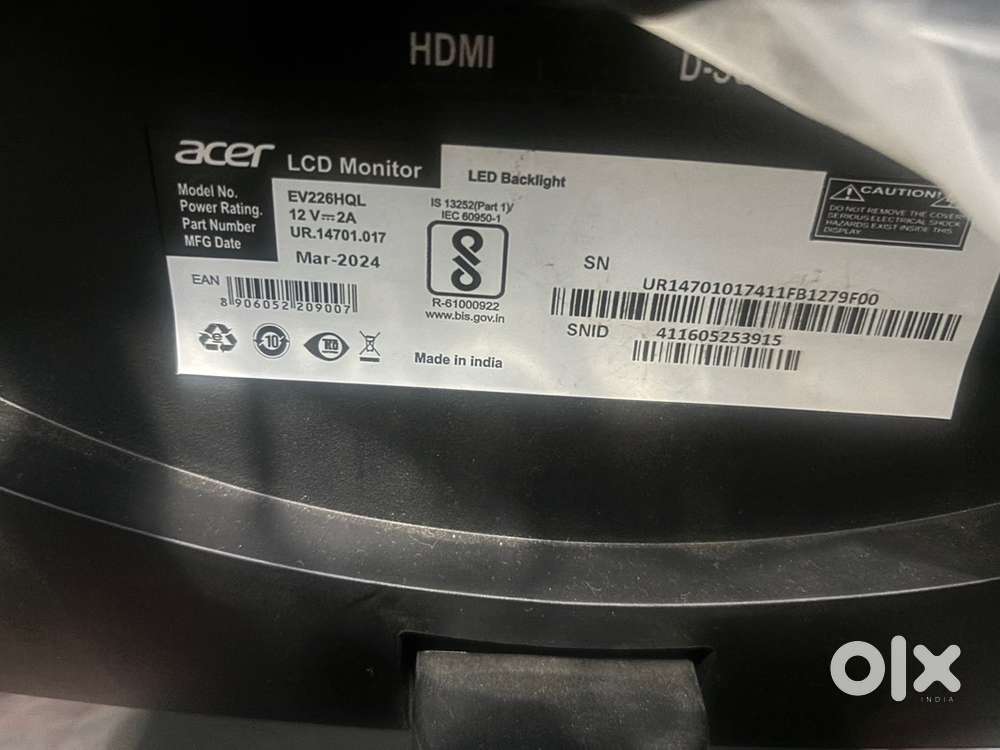 HDMI
acer LCD Monitor
LED Backlight
Model No. EV226HQL
Power Rating. 12 V⎓2A
Part Number UR.14701.017
MFG Date Mar-2024
IS 13252(Part 1)/
IEC 60950-1
R-61000922
www.bis.gov.in
CAUTION!
DO NOT REMOVE THE COVER
SERIOUS ELECTRICAL SHOCK
HAZARDS EXIST INSIDE THIS
DISPLAY.
EAN
8 906052 209007
10
Made in india
SN
UR14701017411FB1279F00
SNID 411605253915
olx
INDIA